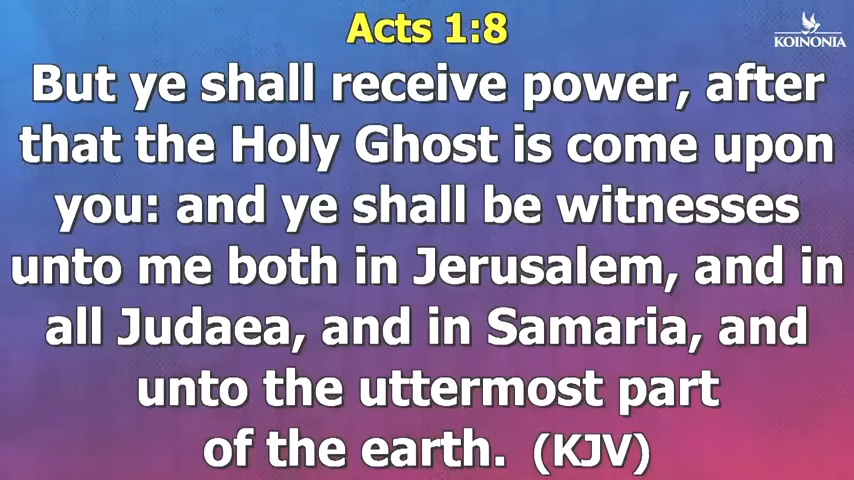 Acts 1:8
KOINONIA
But ye shall receive power, after
that the Holy Ghost is come upon
you: and ye shall be witnesses
unto me both in Jerusalem, and in
all Judaea, and in Samaria, and
unto the uttermost part
of the earth. (KJV)